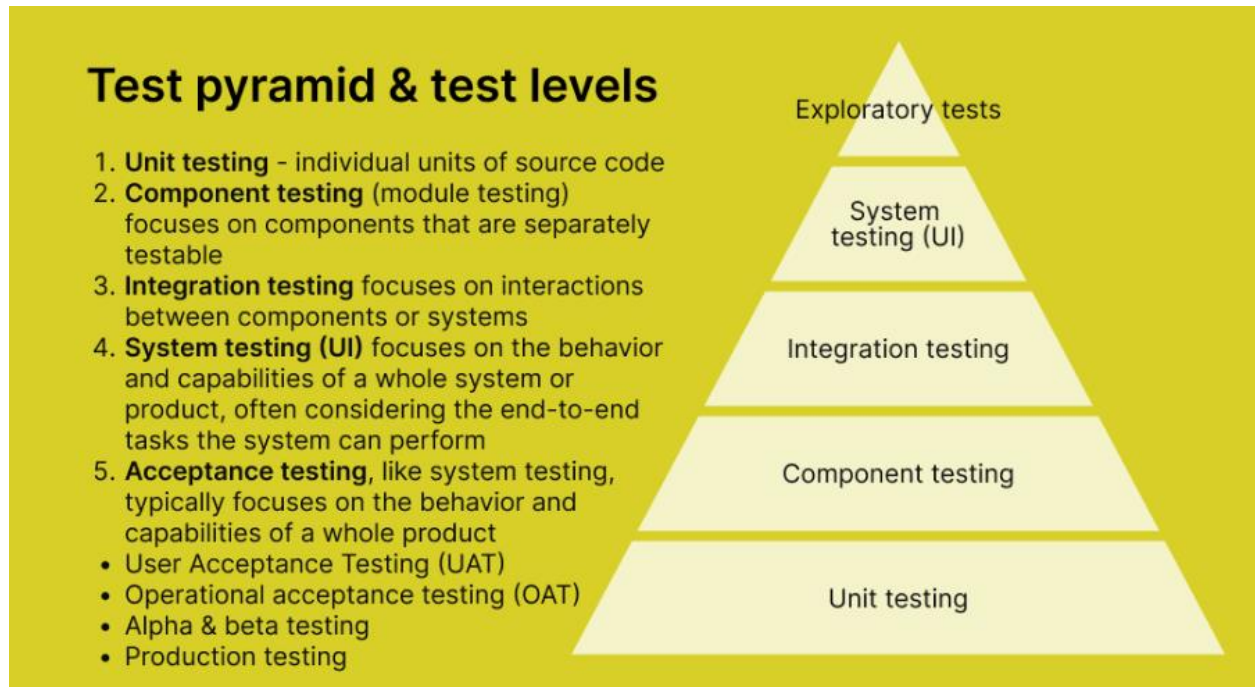 Test pyramid & test levels
1. Unit testing - individual units of source code
2. Component testing (module testing)
focuses on components that are separately
testable
3. Integration testing focuses on interactions
between components or systems
4. System testing (UI) focuses on the behavior
and capabilities of a whole system or
product, often considering the end-to-end
tasks the system can perform
5. Acceptance testing, like system testing,
typically focuses on the behavior and
capabilities of a whole product
• User Acceptance Testing (UAT)
• Operational acceptance testing (OAT)
• Alpha & beta testing
• Production testing
Exploratory tests
System
testing (UI)
Integration testing
Component testing
Unit testing